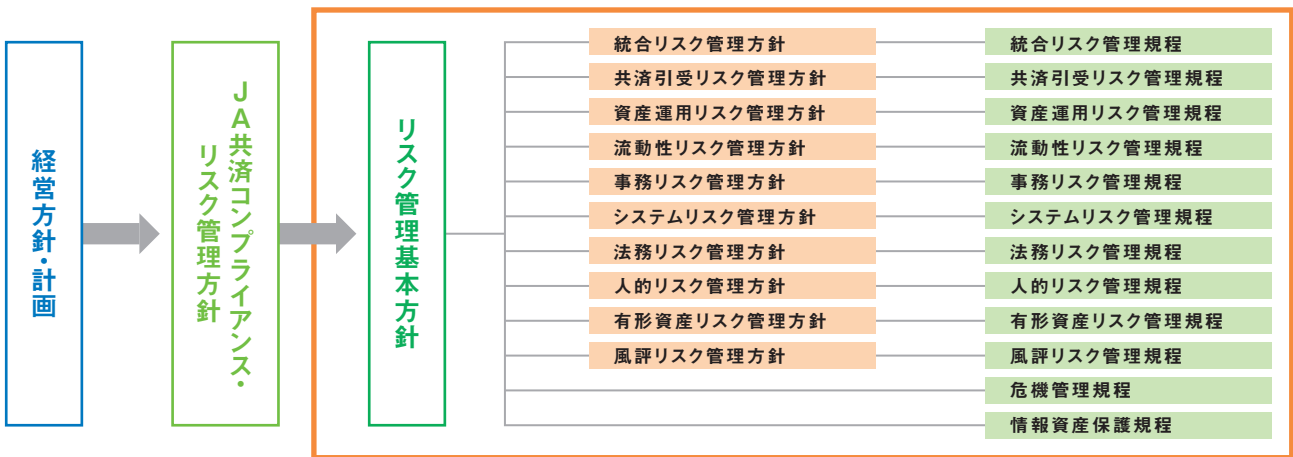 経営方針・計画
JA共済コンプライアンス・
リスク管理方針
リスク管理基本方針
統合リスク管理方針
統合リスク管理規程
共済引受リスク管理方針
共済引受リスク管理規程
資産運用リスク管理方針
資産運用リスク管理規程
流動性リスク管理方針
流動性リスク管理規程
事務リスク管理方針
事務リスク管理規程
システムリスク管理方針
システムリスク管理規程
法務リスク管理方針
法務リスク管理規程
人的リスク管理方針
人的リスク管理規程
有形資産リスク管理方針
有形資産リスク管理規程
風評リスク管理方針
風評リスク管理規程
危機管理規程
情報資産保護規程